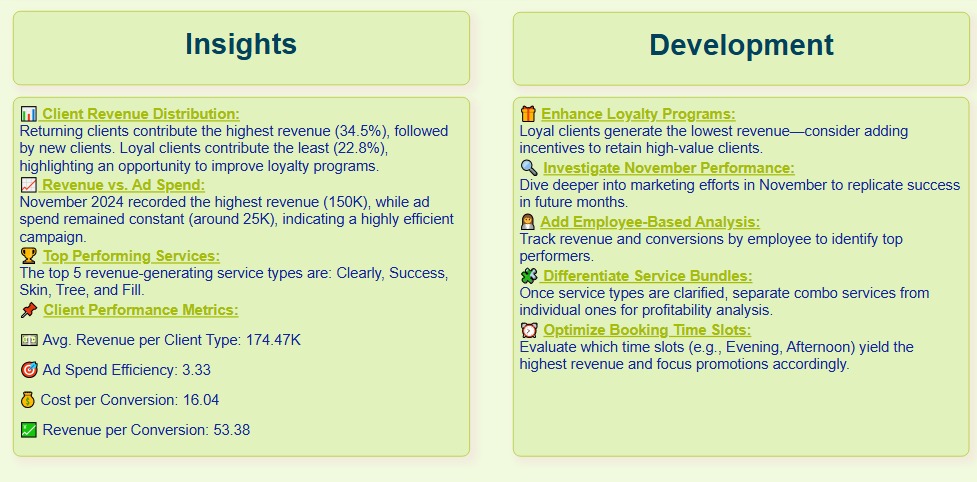 Insights
Client Revenue Distribution:
Returning clients contribute the highest revenue (34.5%), followed
by new clients. Loyal clients contribute the least (22.8%),
highlighting an opportunity to improve loyalty programs.
Revenue vs. Ad Spend:
November 2024 recorded the highest revenue (150K), while ad
spend remained constant (around 25K), indicating a highly efficient
campaign.
Top Performing Services:
The top 5 revenue-generating service types are: Clearly, Success,
Skin, Tree, and Fill.
Client Performance Metrics:
Avg. Revenue per Client Type: 174.47K
Ad Spend Efficiency: 3.33
Cost per Conversion: 16.04
Revenue per Conversion: 53.38
Development
Enhance Loyalty Programs:
Loyal clients generate the lowest revenue—consider adding
incentives to retain high-value clients.
Investigate November Performance:
Dive deeper into marketing efforts in November to replicate success
in future months.
Add Employee-Based Analysis:
Track revenue and conversions by employee to identify top
performers.
Differentiate Service Bundles:
Once service types are clarified, separate combo services from
individual ones for profitability analysis.
Optimize Booking Time Slots:
Evaluate which time slots (e.g., Evening, Afternoon) yield the
highest revenue and focus promotions accordingly.